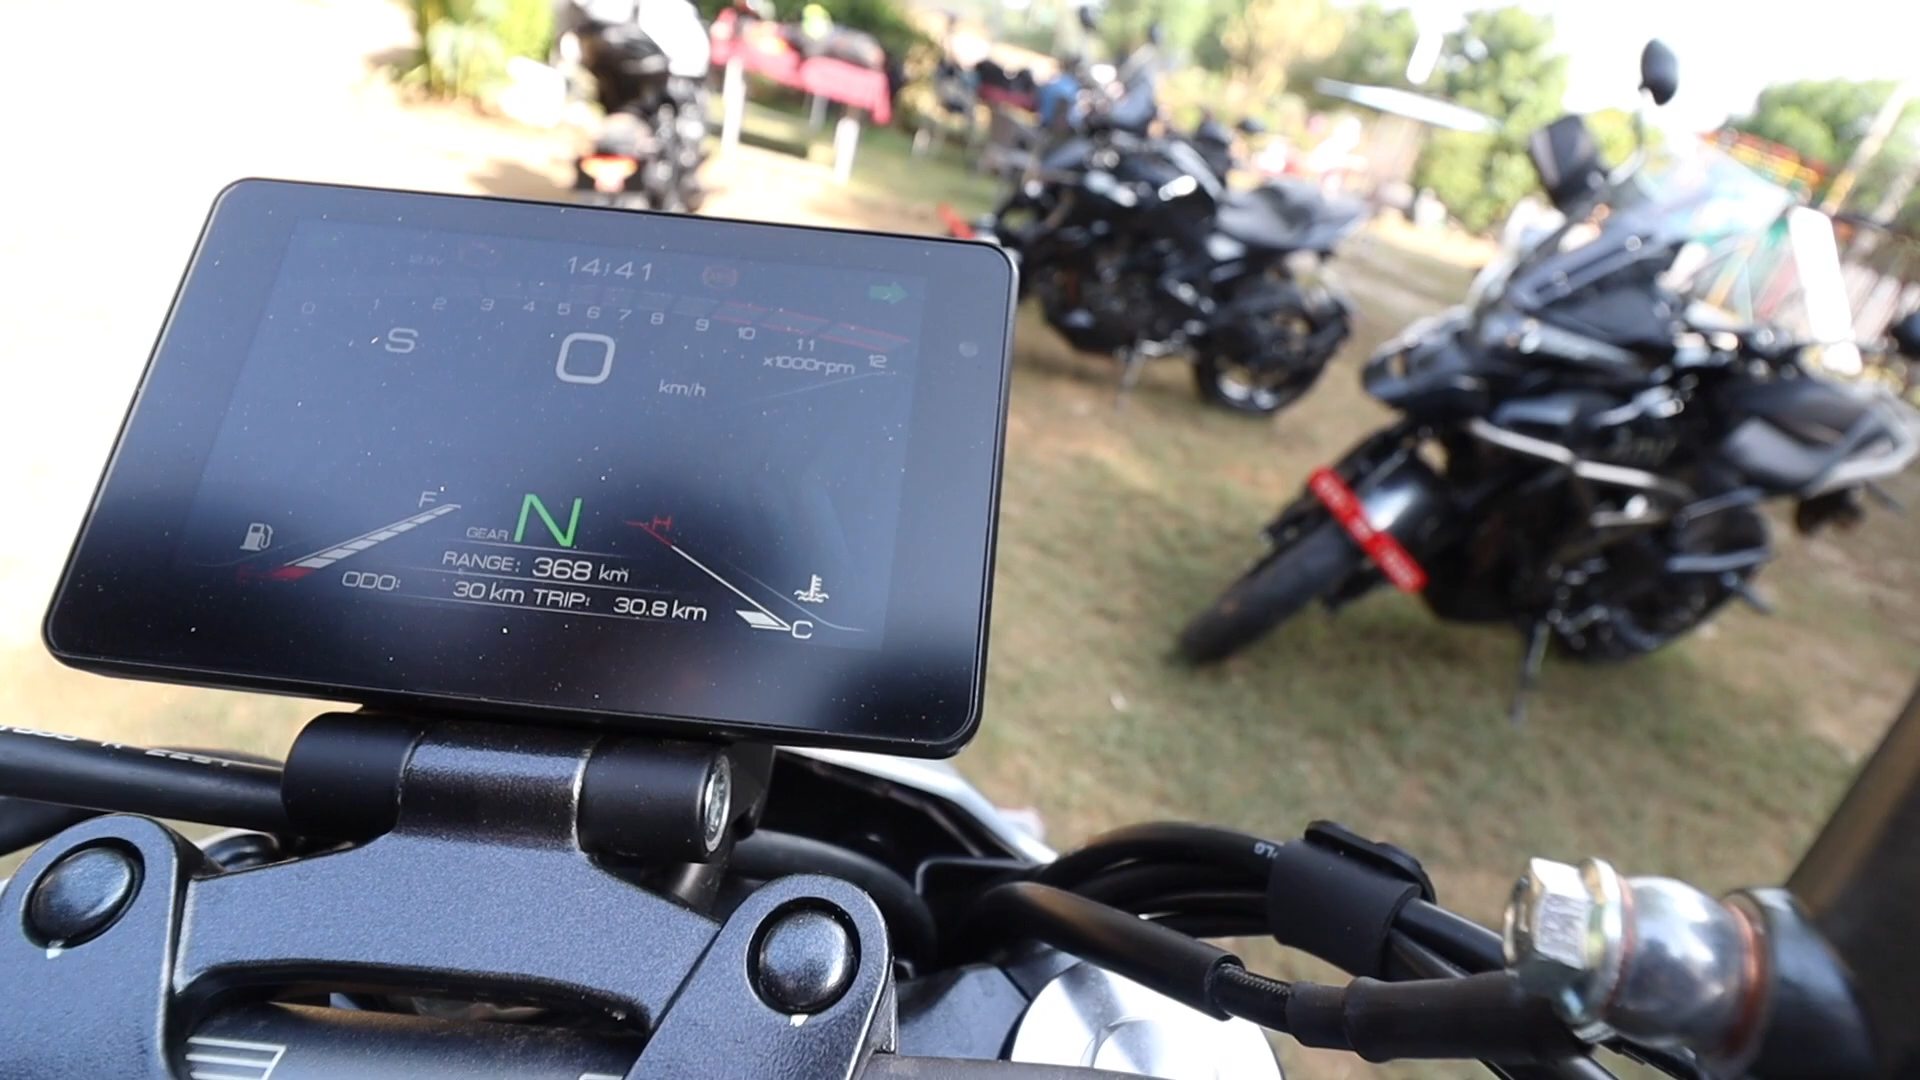 14:41
0 1 2 3 4 5 6 7 8 9 10 11 12
x1000rpm
S 0 km/h
F
GEAR N
H
RANGE: 368 km
ODO: 30 km TRIP: 30.8 km
C